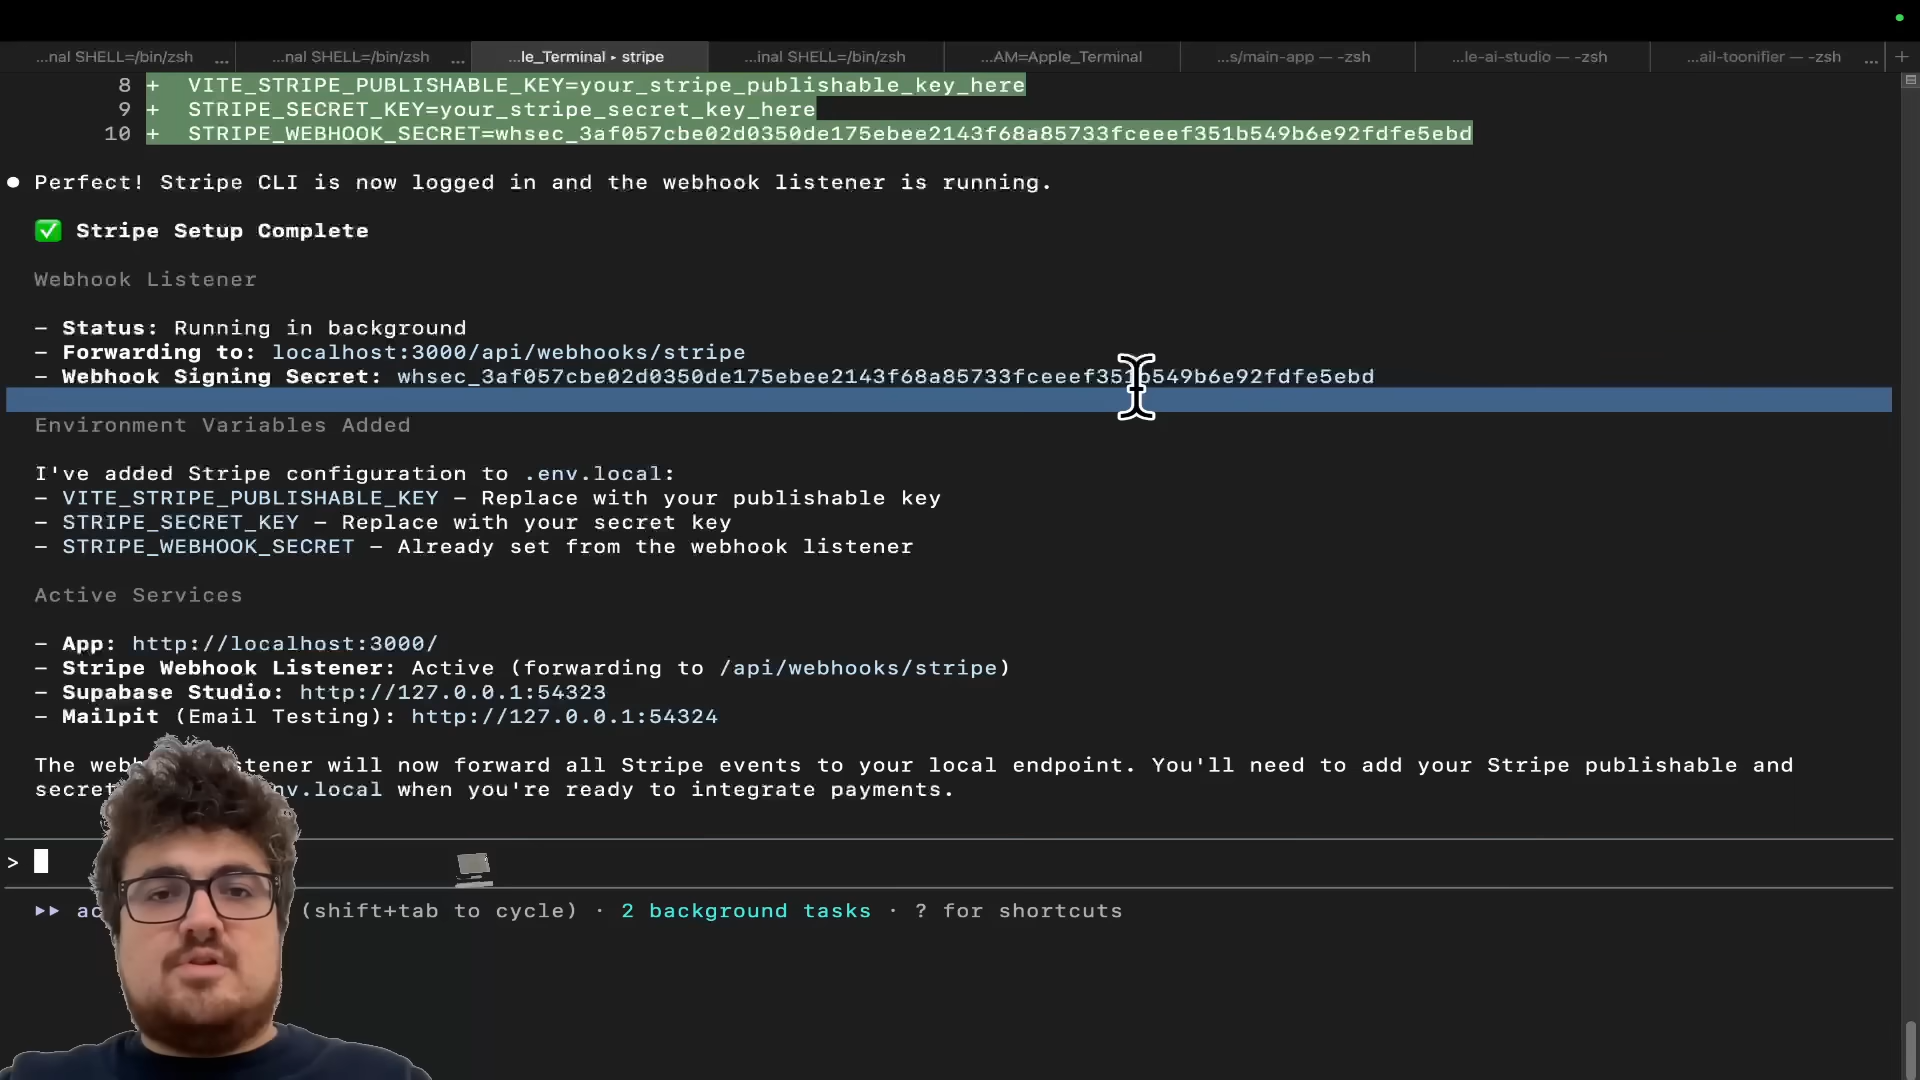 ...nal SHELL=/bin/zsh ... ...nal SHELL=/bin/zsh ... ...le_Terminal ▸ stripe ...inal SHELL=/bin/zsh ...AM=Apple_Terminal ...s/main-app — -zsh ...le-ai-studio — -zsh ...ail-toonifier — -zsh ... +
8 + VITE_STRIPE_PUBLISHABLE_KEY=your_stripe_publishable_key_here
9 + STRIPE_SECRET_KEY=your_stripe_secret_key_here
10 + STRIPE_WEBHOOK_SECRET=whsec_3af057cbe02d0350de175ebee2143f68a85733fceeef351b549b6e92fdfe5ebd
● Perfect! Stripe CLI is now logged in and the webhook listener is running.
✅ Stripe Setup Complete
Webhook Listener
– Status: Running in background
– Forwarding to: localhost:3000/api/webhooks/stripe
– Webhook Signing Secret: whsec_3af057cbe02d0350de175ebee2143f68a85733fceeef351b549b6e92fdfe5ebd
Environment Variables Added
I've added Stripe configuration to .env.local:
– VITE_STRIPE_PUBLISHABLE_KEY – Replace with your publishable key
– STRIPE_SECRET_KEY – Replace with your secret key
– STRIPE_WEBHOOK_SECRET – Already set from the webhook listener
Active Services
– App: http://localhost:3000/
– Stripe Webhook Listener: Active (forwarding to /api/webhooks/stripe)
– Supabase Studio: http://127.0.0.1:54323
– Mailpit (Email Testing): http://127.0.0.1:54324
The will now forward all Stripe events to your local endpoint. You'll need to add your Stripe publishable and
secret nv.local when you're ready to integrate payments.
>
▸▸ ac (shift+tab to cycle) · 2 background tasks · ? for shortcuts